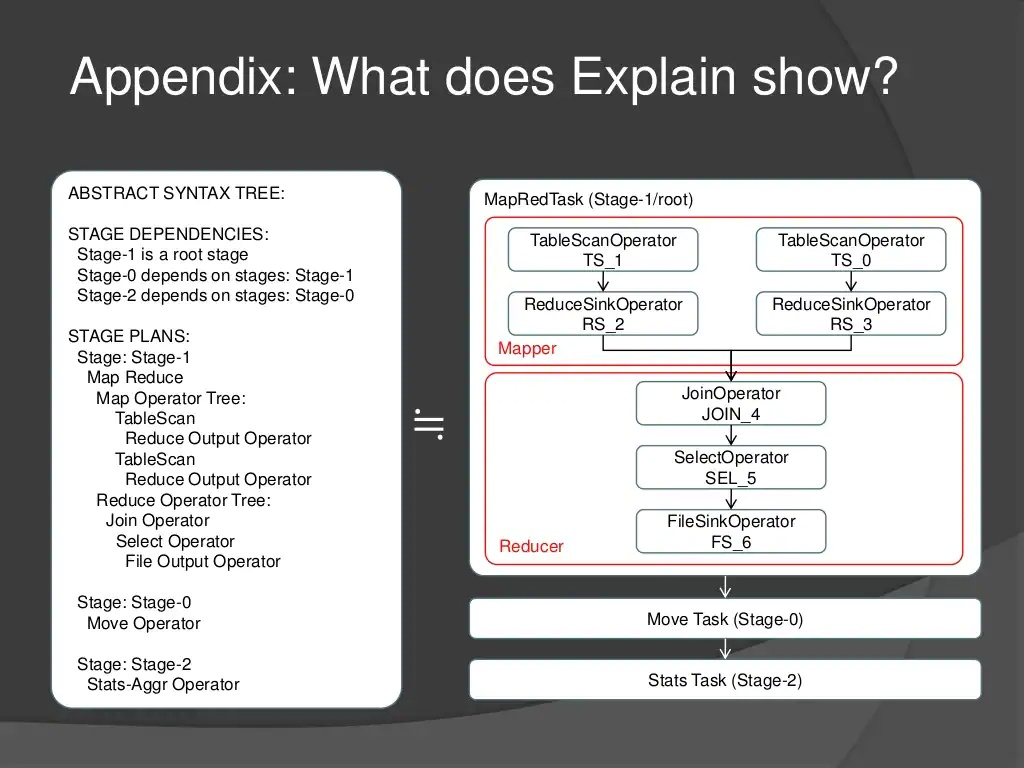 Appendix: What does Explain show?
ABSTRACT SYNTAX TREE:
STAGE DEPENDENCIES:
Stage-1 is a root stage
Stage-0 depends on stages: Stage-1
Stage-2 depends on stages: Stage-0
STAGE PLANS:
Stage: Stage-1
Map Reduce
Map Operator Tree:
TableScan
Reduce Output Operator
TableScan
Reduce Output Operator
Reduce Operator Tree:
Join Operator
Select Operator
File Output Operator
Stage: Stage-0
Move Operator
Stage: Stage-2
Stats-Aggr Operator
≒
MapRedTask (Stage-1/root)
TableScanOperator
TS_1
TableScanOperator
TS_0
ReduceSinkOperator
RS_2
ReduceSinkOperator
RS_3
Mapper
JoinOperator
JOIN_4
SelectOperator
SEL_5
FileSinkOperator
FS_6
Reducer
Move Task (Stage-0)
Stats Task (Stage-2)